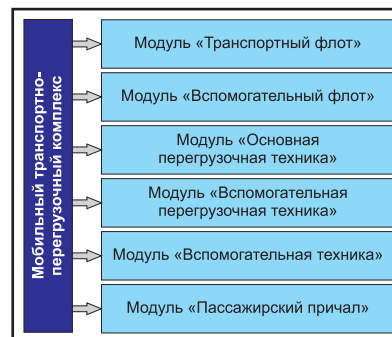 Мобильный транспортно-
перегрузочный комплекс
Модуль «Транспортный флот»
Модуль «Вспомогательный флот»
Модуль «Основная
перегрузочная техника»
Модуль «Вспомогательная
перегрузочная техника»
Модуль «Вспомогательная техника»
Модуль «Пассажирский причал»